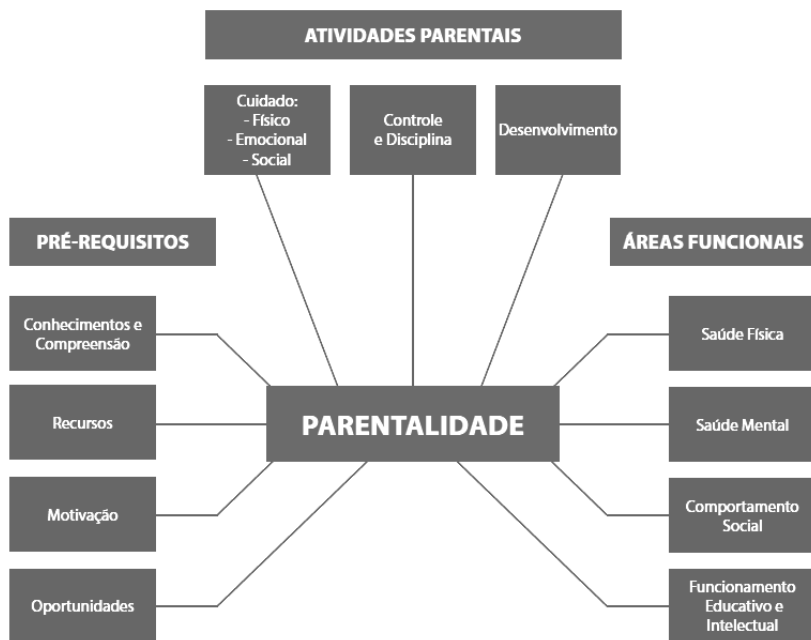 ATIVIDADES PARENTAIS
Cuidado:
- Físico
- Emocional
- Social
Controle
e Disciplina
Desenvolvimento
PRÉ-REQUISITOS
Conhecimentos e
Compreensão
Recursos
Motivação
Oportunidades
PARENTALIDADE
ÁREAS FUNCIONAIS
Saúde Física
Saúde Mental
Comportamento
Social
Funcionamento
Educativo e
Intelectual